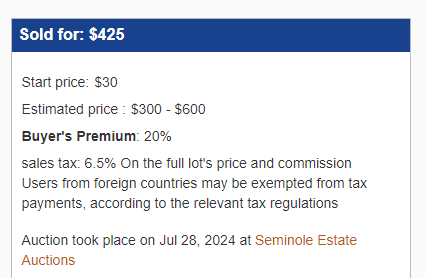 Sold for: $425
Start price: $30
Estimated price : $300 - $600
Buyer's Premium: 20%
sales tax: 6.5% On the full lot's price and commission
Users from foreign countries may be exempted from tax
payments, according to the relevant tax regulations
Auction took place on Jul 28, 2024 at Seminole Estate
Auctions